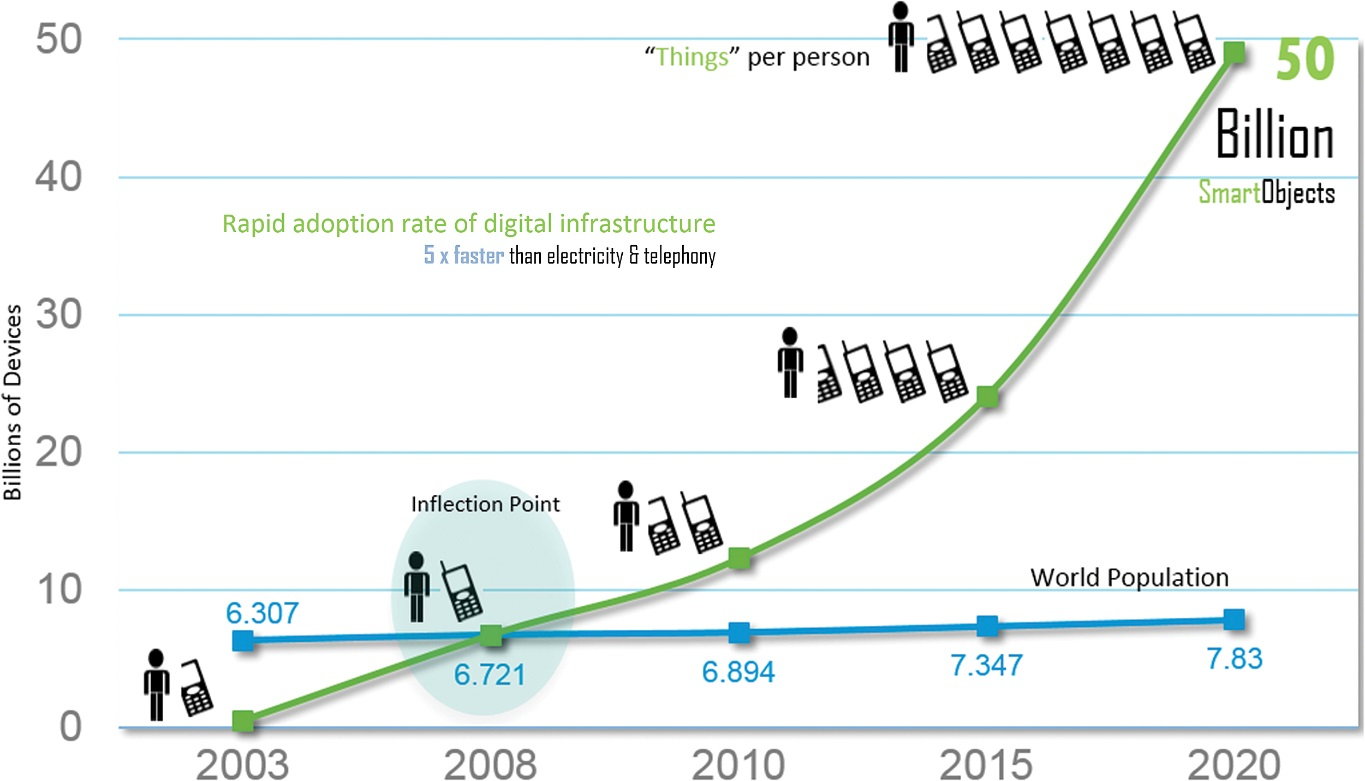 50
"Things" per person
50
Billion
SmartObjects
40
Rapid adoption rate of digital infrastructure
5 x faster than electricity & telephony
30
Billions of Devices
20
Inflection Point
10
World Population
6.307
6.721
6.894
7.347
7.83
0
2003
2008
2010
2015
2020